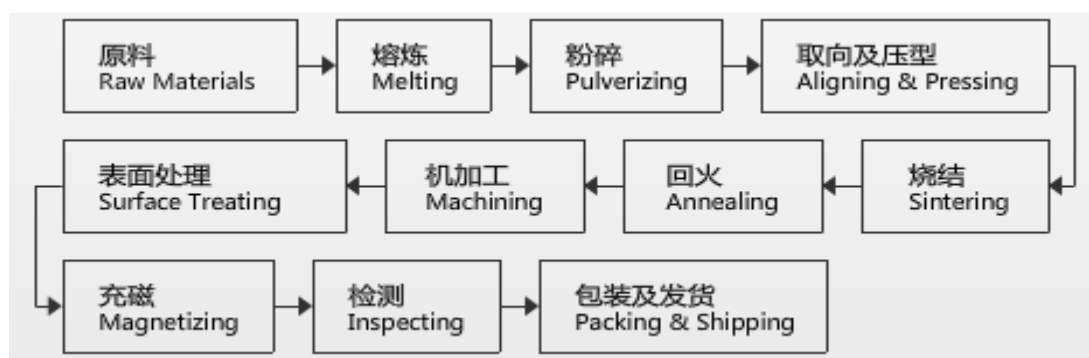 原料
Raw Materials
熔炼
Melting
粉碎
Pulverizing
取向及压型
Aligning & Pressing
烧结
Sintering
回火
Annealing
机加工
Machining
表面处理
Surface Treating
充磁
Magnetizing
检测
Inspecting
包装及发货
Packing & Shipping